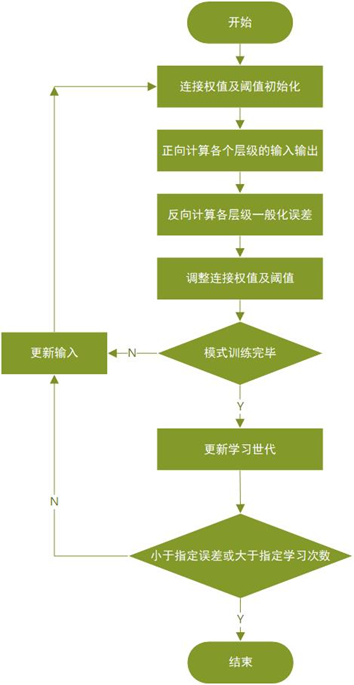 开始
连接权值及阈值初始化
正向计算各个层级的输入输出
反向计算各层级一般化误差
调整连接权值及阈值
更新输入
N
模式训练完毕
Y
更新学习世代
N
小于指定误差或大于指定学习次数
Y
结束